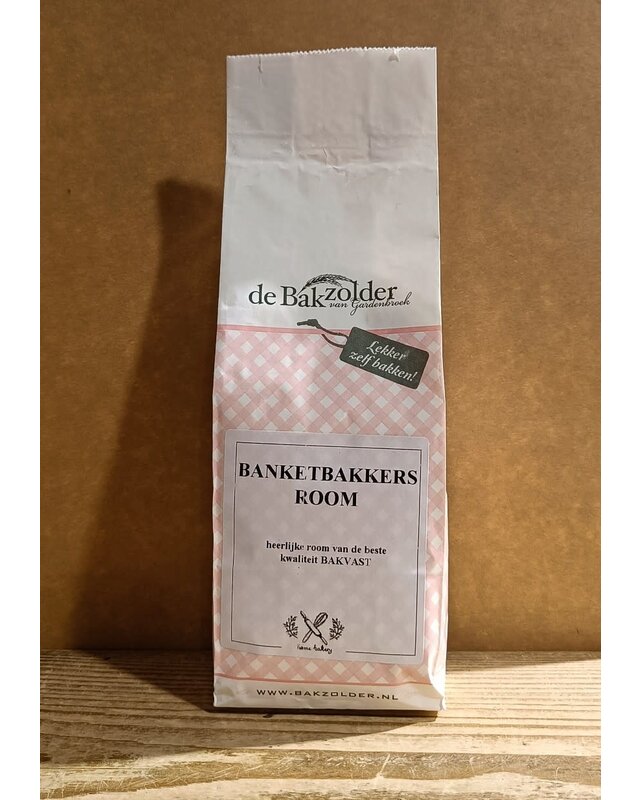 de Bakzolder
van Gardenbroek
Lekker
zelf bakken!
BANKETBAKKERS
ROOM
heerlijke room van de beste
kwaliteit BAKVAST
home bakery
WWW.BAKZOLDER.NL